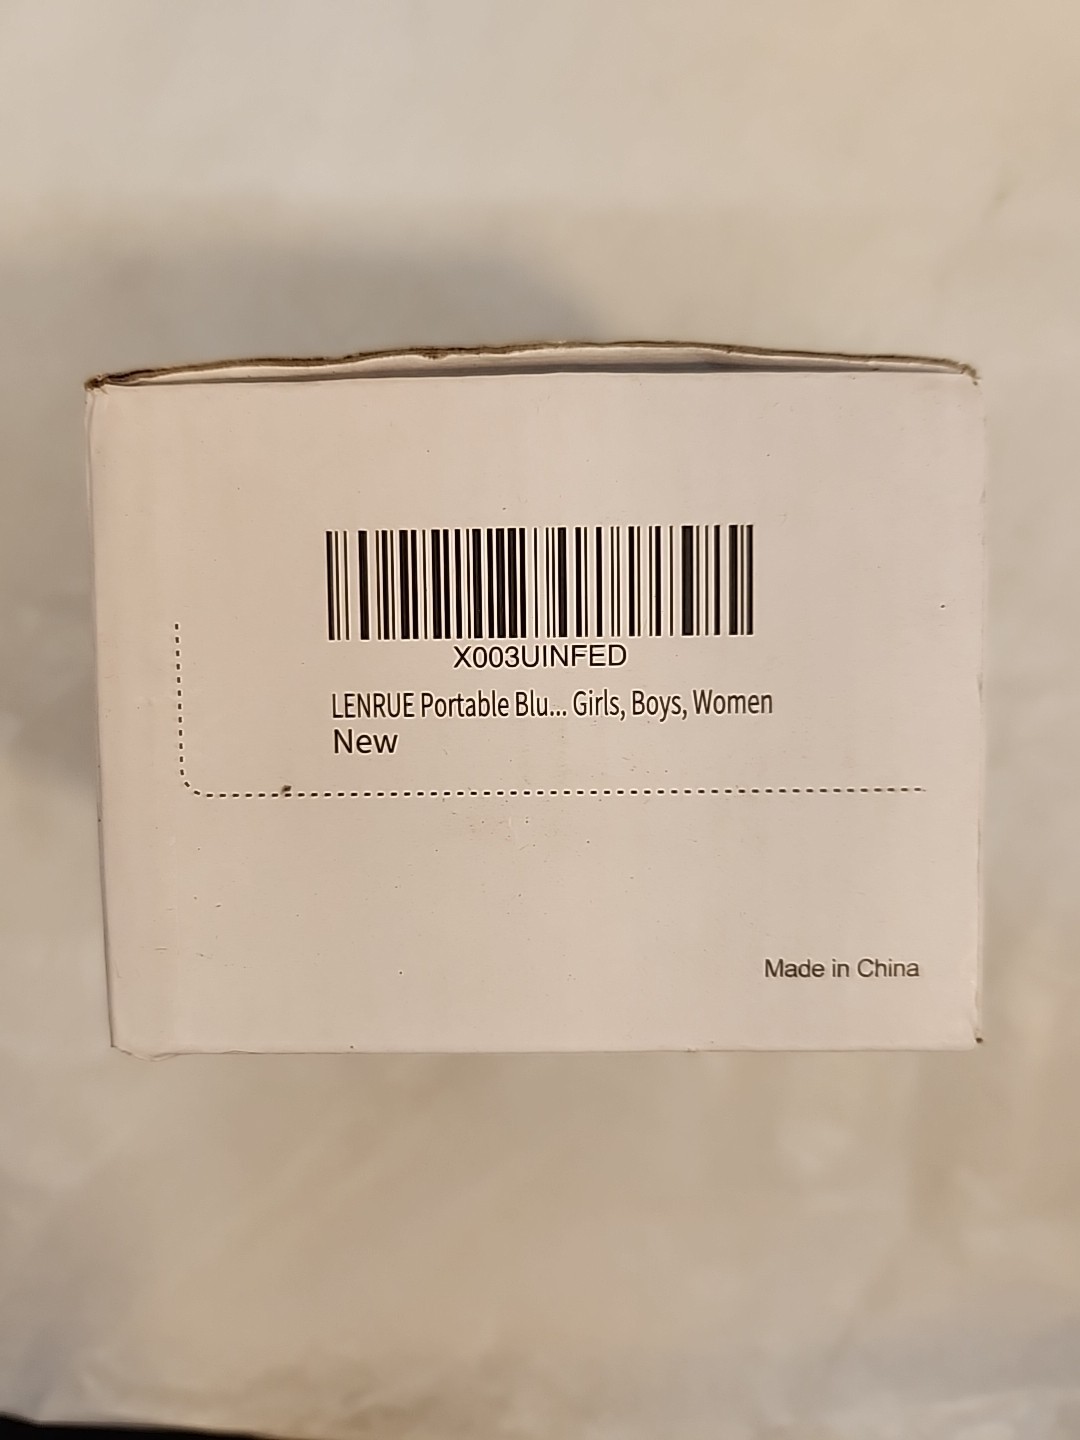 X003UINFED
LENRUE Portable Blu... Girls, Boys, Women
New
Made in China